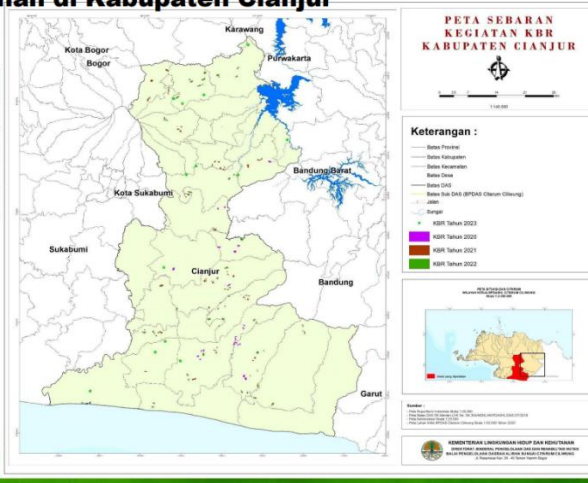 di Kabupaten Cianjur
Karawang
Kota Bogor
Bogor
Purwakarta
Bandung Barat
Kota Sukabumi
Sukabumi
Cianjur
Bandung
Garut
PETA SEBARAN
KEGIATAN KBR
KABUPATEN CIANJUR
Keterangan :
Batas Provinsi
Batas Kabupaten
Batas Kecamatan
Batas Desa
Batas DAS
Batas Sub DAS (BPDAS Citarum Ciliwung)
Jalan
Sungai
KBR Tahun 2023
KBR Tahun 2020
KBR Tahun 2021
KBR Tahun 2022
Sumber :
KEMENTERIAN LINGKUNGAN HIDUP DAN KEHUTANAN